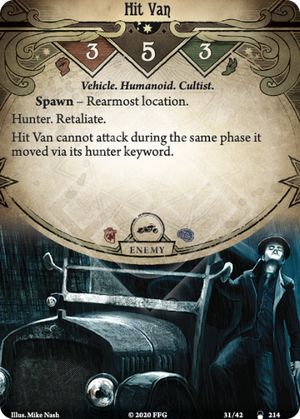 Hit Van
3 5 3
Vehicle. Humanoid. Cultist.
Spawn – Rearmost location.
Hunter. Retaliate.
Hit Van cannot attack during the same phase it
moved via its hunter keyword.
ENEMY
Illus. Mike Nash © 2020 FFG 31/42 214